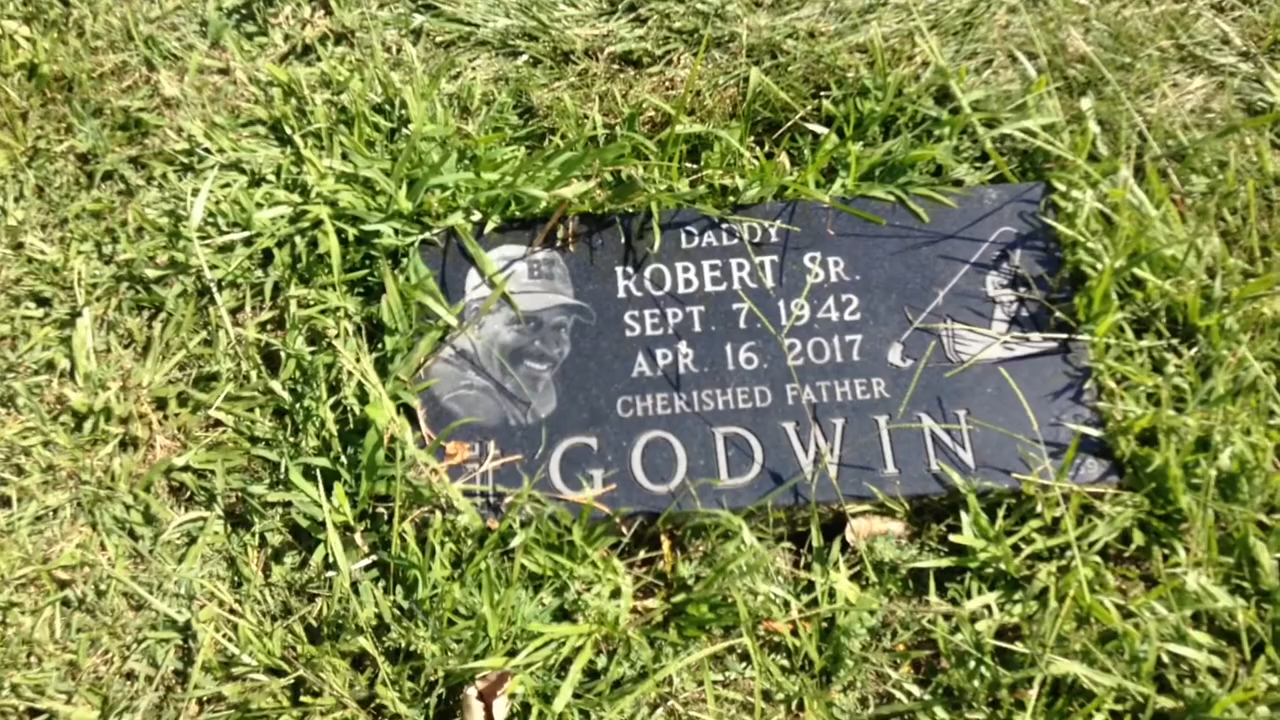 DADDY
ROBERT SR.
SEPT. 7. 1942
APR. 16. 2017
CHERISHED FATHER
GODWIN